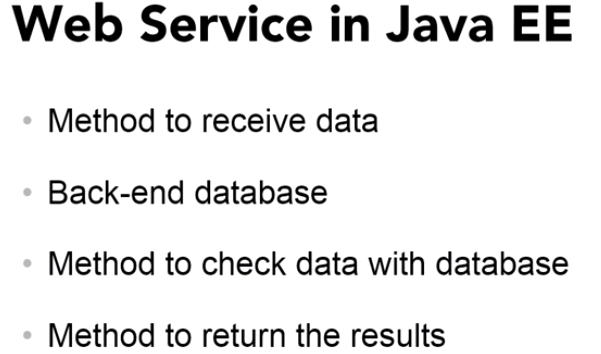 Web Service in Java EE
• Method to receive data
• Back-end database
• Method to check data with database
• Method to return the results